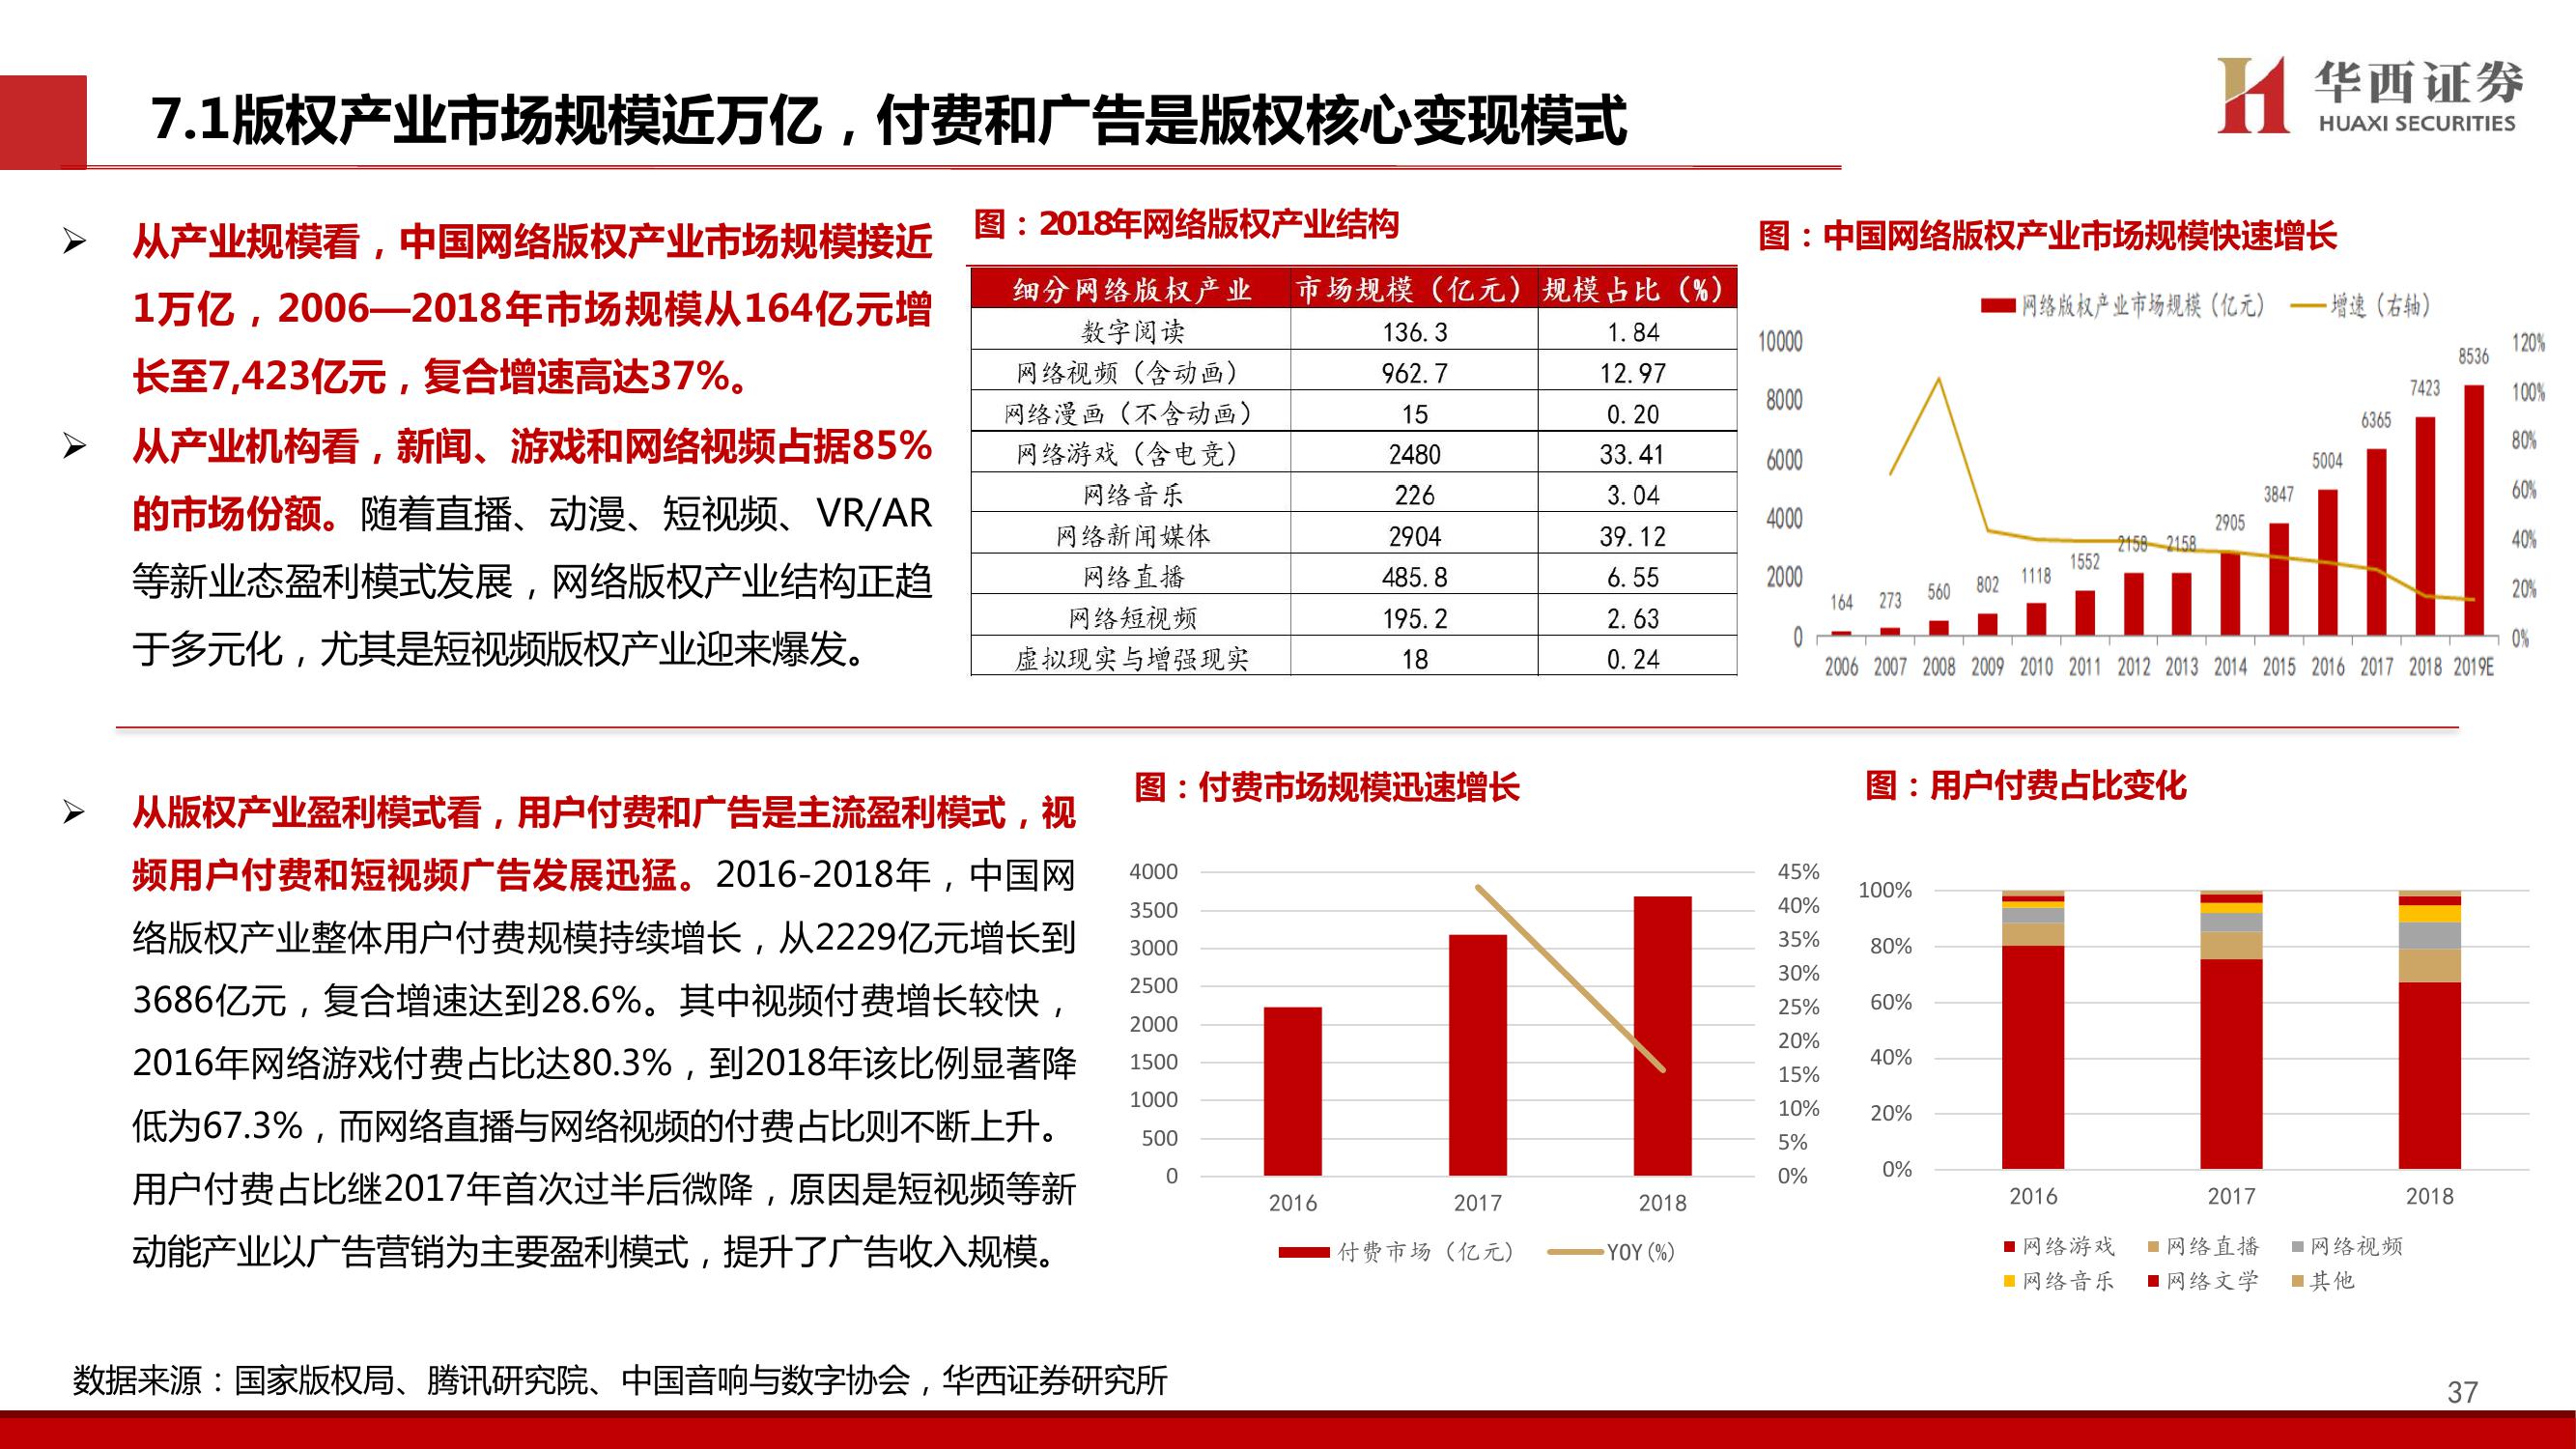 7.1版权产业市场规模近万亿，付费和广告是版权核心变现模式
华西证券
HUAXI SECURITIES
➢ 从产业规模看，中国网络版权产业市场规模接近
1万亿，2006—2018年市场规模从164亿元增
长至7,423亿元，复合增速高达37%。
➢ 从产业机构看，新闻、游戏和网络视频占据85%
的市场份额。随着直播、动漫、短视频、VR/AR
等新业态盈利模式发展，网络版权产业结构正趋
于多元化，尤其是短视频版权产业迎来爆发。
图：2018年网络版权产业结构
细分网络版权产业 市场规模（亿元） 规模占比（%）
数字阅读 136.3 1.84
网络视频（含动画） 962.7 12.97
网络漫画（不含动画） 15 0.20
网络游戏（含电竞） 2480 33.41
网络音乐 226 3.04
网络新闻媒体 2904 39.12
网络直播 485.8 6.55
网络短视频 195.2 2.63
虚拟现实与增强现实 18 0.24
图：中国网络版权产业市场规模快速增长
网络版权产业市场规模（亿元） 增速（右轴）
10000
8000
6000
4000
2000
0
164 273 560 802 1118 1552 2158 2158 2905 3847 5004 6365 7423 8536
120%
100%
80%
60%
40%
20%
0%
2006 2007 2008 2009 2010 2011 2012 2013 2014 2015 2016 2017 2018 2019E
➢ 从版权产业盈利模式看，用户付费和广告是主流盈利模式，视
频用户付费和短视频广告发展迅猛。2016-2018年，中国网
络版权产业整体用户付费规模持续增长，从2229亿元增长到
3686亿元，复合增速达到28.6%。其中视频付费增长较快，
2016年网络游戏付费占比达80.3%，到2018年该比例显著降
低为67.3%，而网络直播与网络视频的付费占比则不断上升。
用户付费占比继2017年首次过半后微降，原因是短视频等新
动能产业以广告营销为主要盈利模式，提升了广告收入规模。
图：付费市场规模迅速增长
4000
3500
3000
2500
2000
1500
1000
500
0
45%
40%
35%
30%
25%
20%
15%
10%
5%
0%
2016 2017 2018
付费市场（亿元） YOY(%)
图：用户付费占比变化
100%
80%
60%
40%
20%
0%
2016 2017 2018
网络游戏 网络直播 网络视频
网络音乐 网络文学 其他
数据来源：国家版权局、腾讯研究院、中国音响与数字协会，华西证券研究所
37